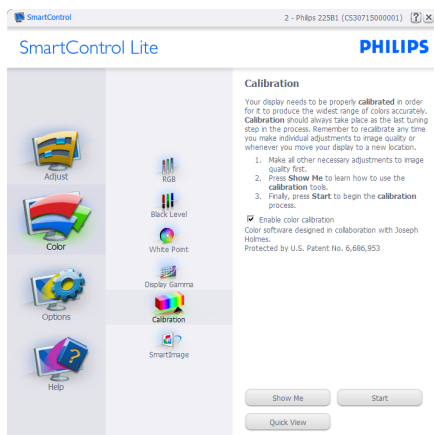 SmartControl
2 - Philips 225B1 (CS30715000001)
SmartControl Lite
PHILIPS
Adjust
Color
Options
Help
RGB
Black Level
White Point
Display Gamma
Calibration
SmartImage
Calibration
Your display needs to be properly calibrated in order
for it to produce the widest range of colors accurately.
Calibration should always take place as the last tuning
step in the process. Remember to recalibrate any time
you make individual adjustments to image quality or
whenever you move your display to a new location.
1. Make all other necessary adjustments to image
quality first.
2. Press Show Me to learn how to use the
calibration tools.
3. Finally, press Start to begin the calibration
process.
Enable color calibration
Color software designed in collaboration with Joseph
Holmes.
Protected by U.S. Patent No. 6,686,953
Show Me
Start
Quick View